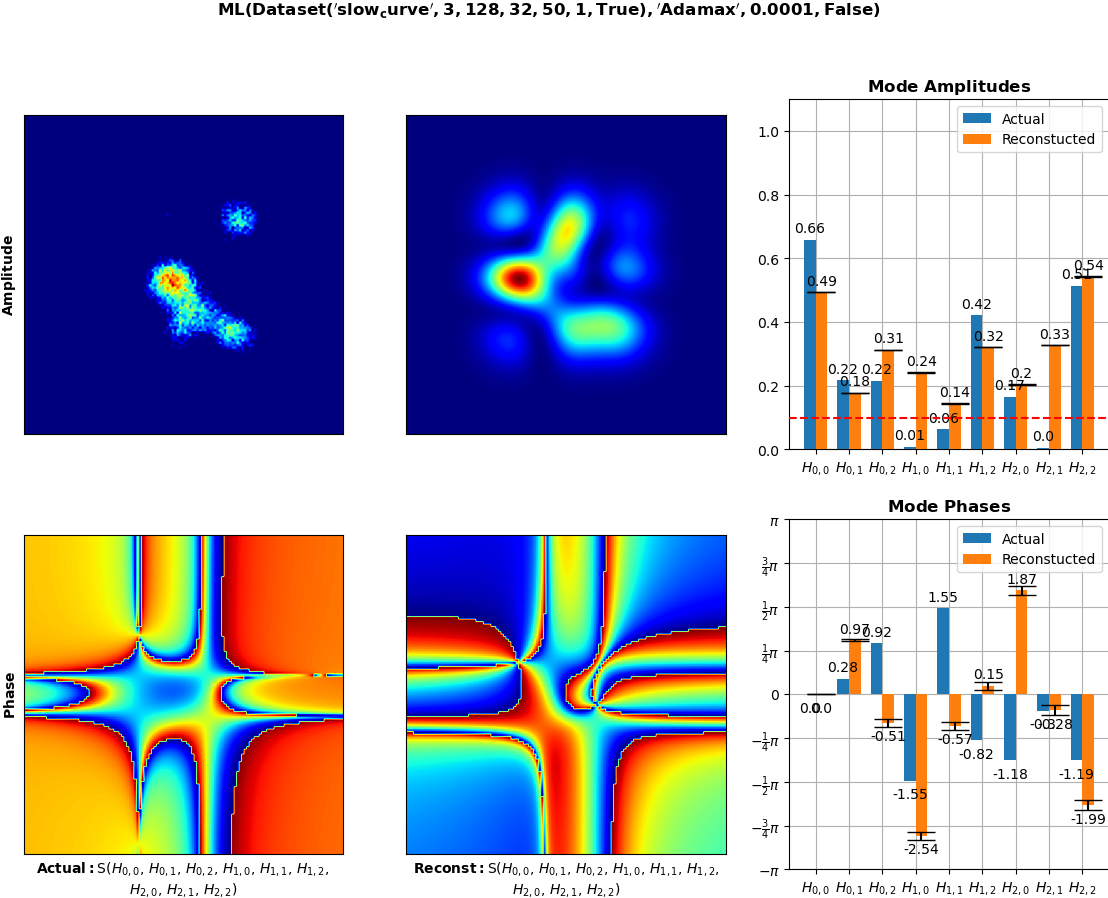 ML(Dataset('slow_curve', 3, 128, 32, 50, 1, True), 'Adamax', 0.0001, False)
Amplitude
Mode Amplitudes
Actual
Reconstucted
1.0
0.8
0.6
0.4
0.2
0.0
0.66
0.49
0.22
0.18
0.22
0.31
0.01
0.24
0.06
0.14
0.42
0.32
0.17
0.2
0.0
0.33
0.51
0.54
H0,0 H0,1 H0,2 H1,0 H1,1 H1,2 H2,0 H2,1 H2,2
Phase
Mode Phases
Actual
Reconstucted
π
3/4π
1/2π
1/4π
0
−1/4π
−1/2π
−3/4π
−π
0.0
0.0
0.28
0.97
0.92
-0.51
-1.55
-2.54
1.55
-0.57
-0.82
0.15
-1.18
1.87
-0.3
-0.28
-1.19
-1.99
H0,0 H0,1 H0,2 H1,0 H1,1 H1,2 H2,0 H2,1 H2,2
Actual: S(H0,0, H0,1, H0,2, H1,0, H1,1, H1,2,
H2,0, H2,1, H2,2)
Reconst: S(H0,0, H0,1, H0,2, H1,0, H1,1, H1,2,
H2,0, H2,1, H2,2)